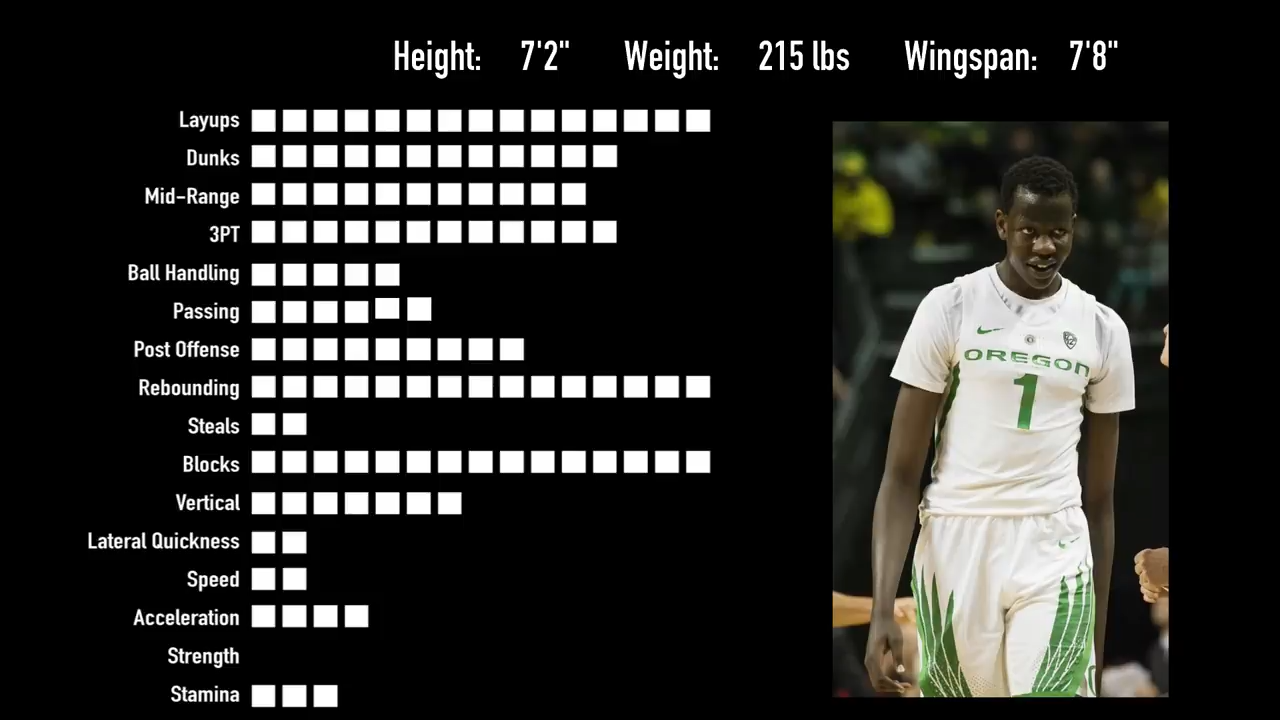 Height: 7'2" Weight: 215 lbs Wingspan: 7'8"
Layups
Dunks
Mid-Range
3PT
Ball Handling
Passing
Post Offense
Rebounding
Steals
Blocks
Vertical
Lateral Quickness
Speed
Acceleration
Strength
Stamina
OREGON
1